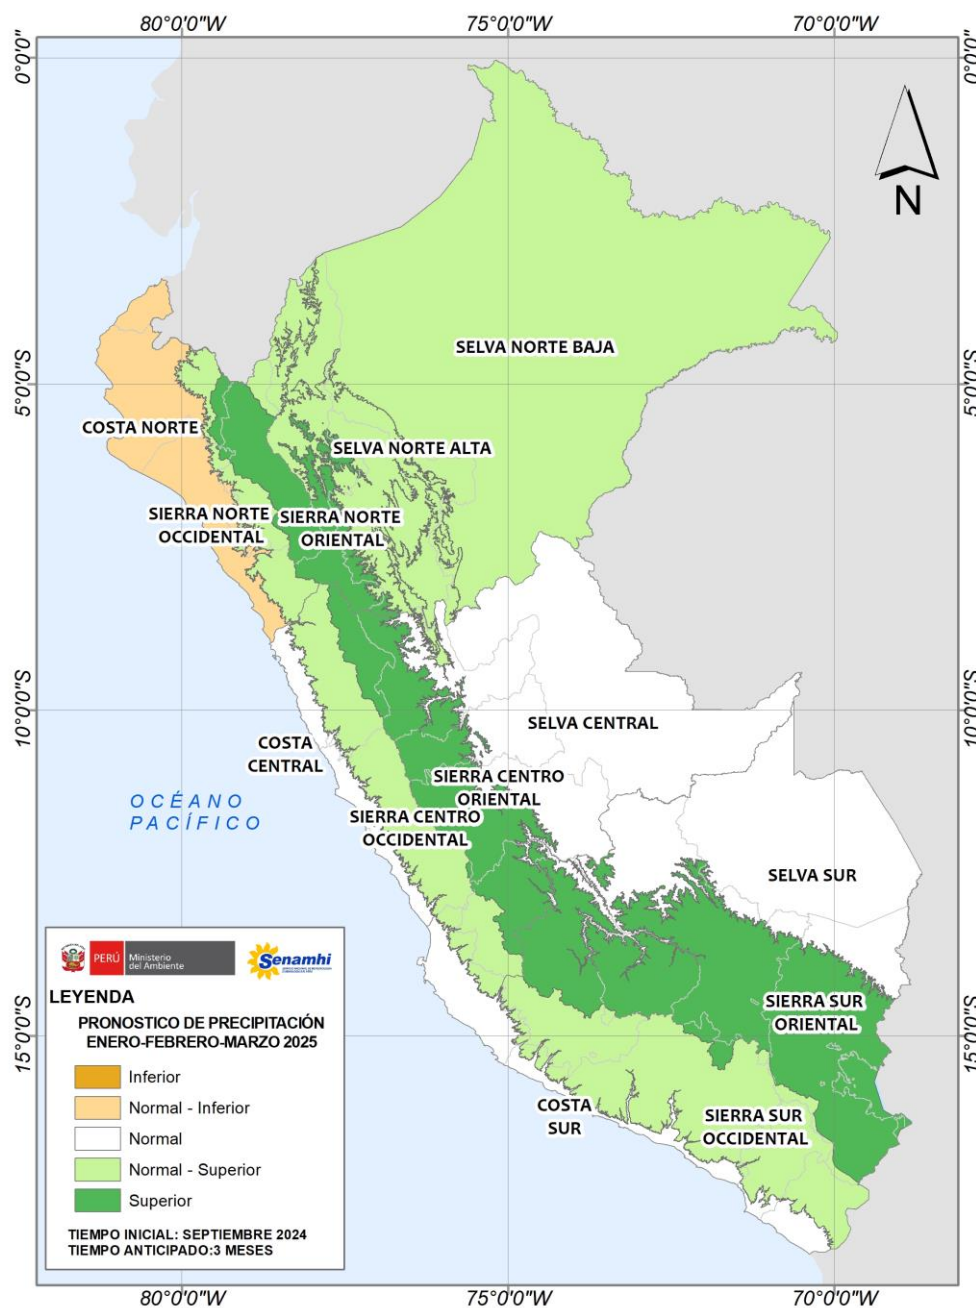 80°0'0"W 75°0'0"W 70°0'0"W
0°0'0" 0°0'0"
N
SELVA NORTE BAJA
5°0'0"S 5°0'0"S
COSTA NORTE
SELVA NORTE ALTA
SIERRA NORTE
OCCIDENTAL
SIERRA NORTE
ORIENTAL
10°0'0"S 10°0'0"S
SELVA CENTRAL
COSTA
CENTRAL
SIERRA CENTRO
ORIENTAL
OCÉANO
PACÍFICO
SIERRA CENTRO
OCCIDENTAL
SELVA SUR
PERÚ
Ministerio
del Ambiente
Senamhi
LEYENDA
PRONOSTICO DE PRECIPITACIÓN
ENERO-FEBRERO-MARZO 2025
Inferior
Normal - Inferior
Normal
Normal - Superior
Superior
TIEMPO INICIAL: SEPTIEMBRE 2024
TIEMPO ANTICIPADO:3 MESES
SIERRA SUR
ORIENTAL
15°0'0"S 15°0'0"S
COSTA
SUR
SIERRA SUR
OCCIDENTAL
80°0'0"W 75°0'0"W 70°0'0"W